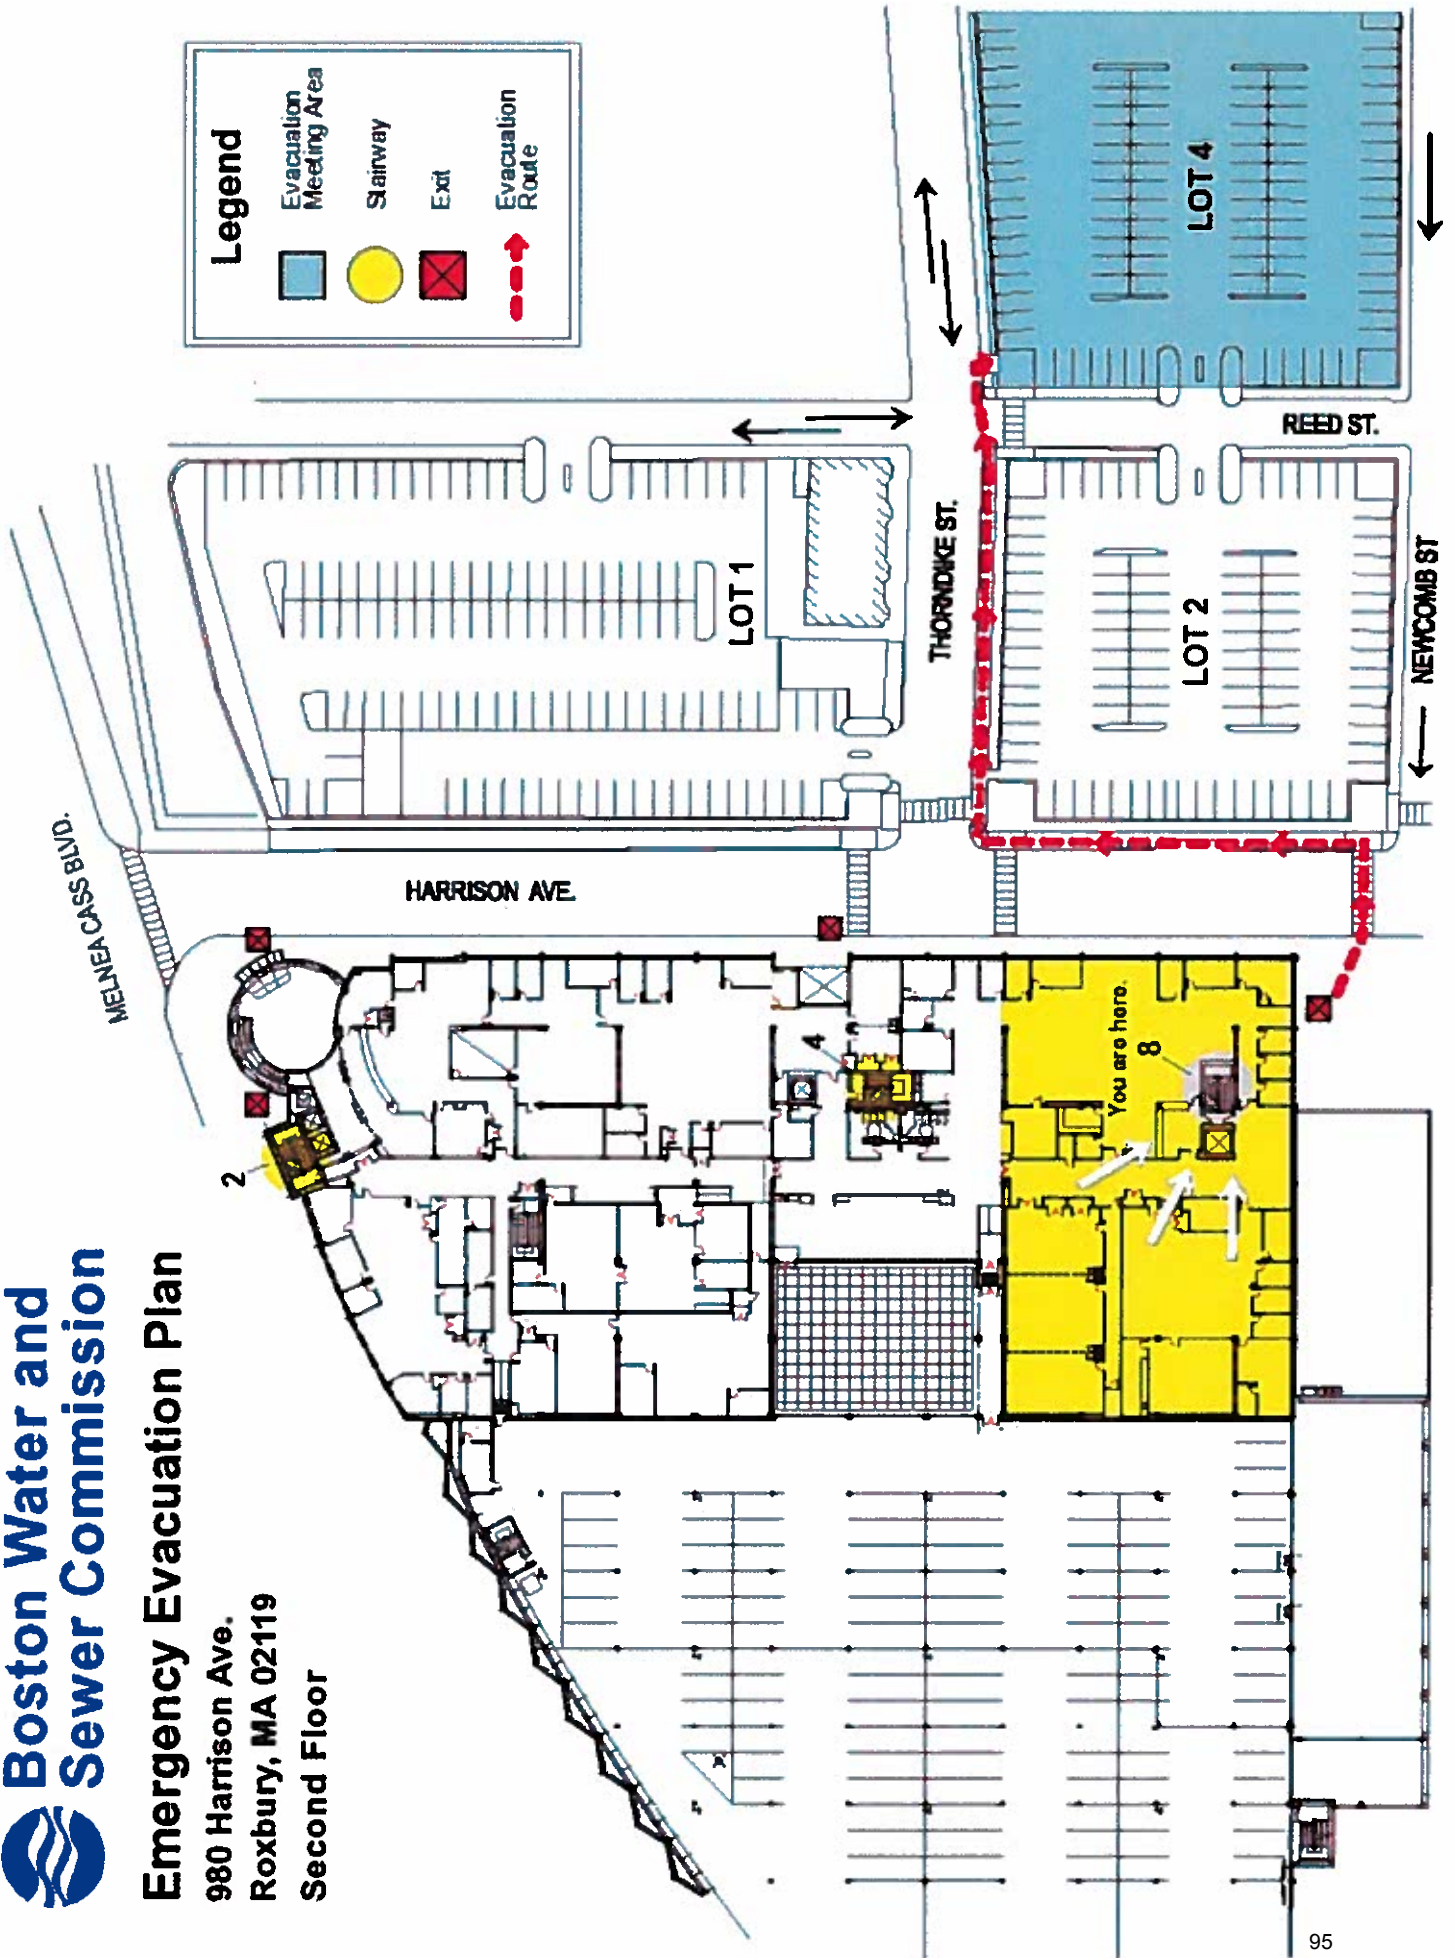 Boston Water and
Sewer Commission
Emergency Evacuation Plan
980 Harrison Ave.
Roxbury, MA 02119
Second Floor
Legend
Evacuation
Meeting Area
Stairway
Exit
Evacuation
Route
MELNEA CASS BLVD.
HARRISON AVE.
LOT 1
THORNDIKE ST.
LOT 2
LOT 4
REED ST.
NEWCOMB ST
2
4
You are here.
8
95